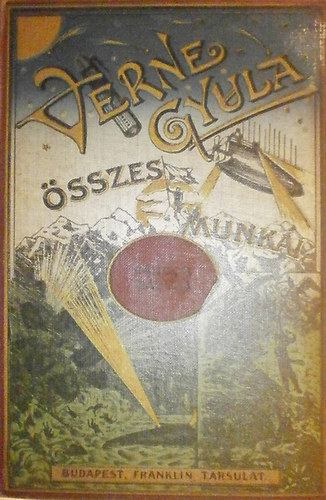 VERNE
GYULA
ÖSSZES
MUNKÁI
BUDAPEST, FRANKLIN TÁRSULAT.